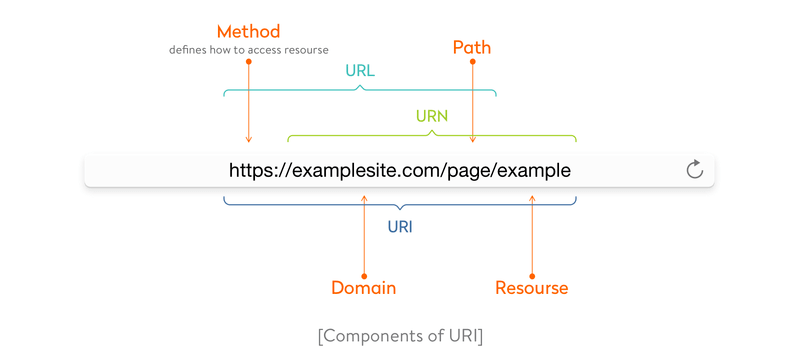 Method
defines how to access resourse
Path
URL
URN
https://examplesite.com/page/example
URI
Domain
Resourse
[Components of URI]